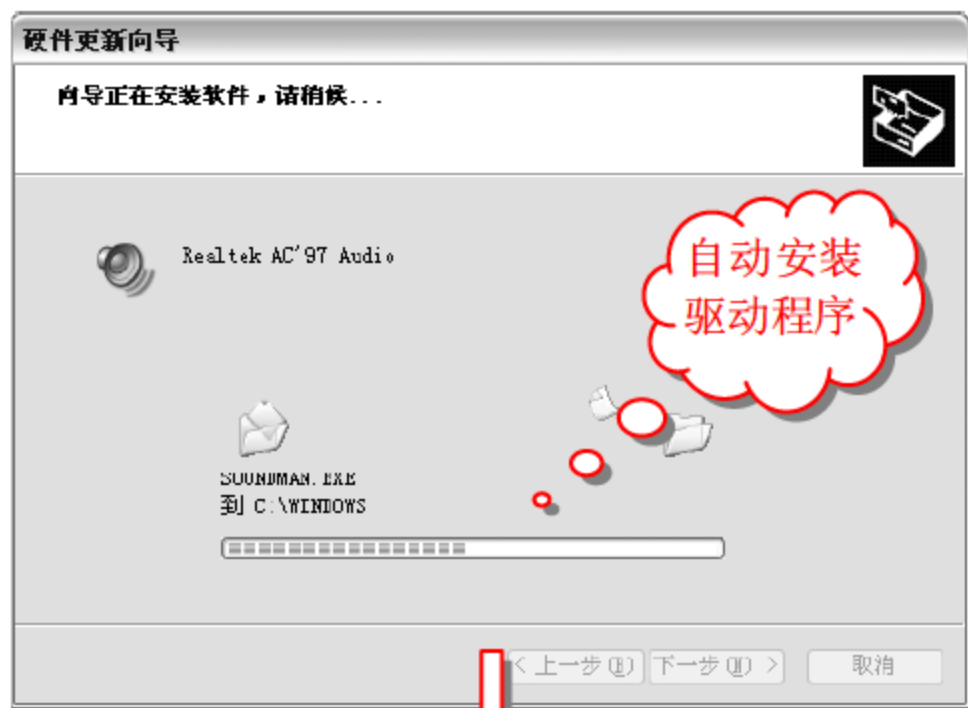 硬件更新向导
向导正在安装软件，请稍候...
Realtek AC'97 Audio
自动安装
驱动程序
SOUNDMAN.EXE
到 C:\WINDOWS
< 上一步(B)
下一步(N) >
取消